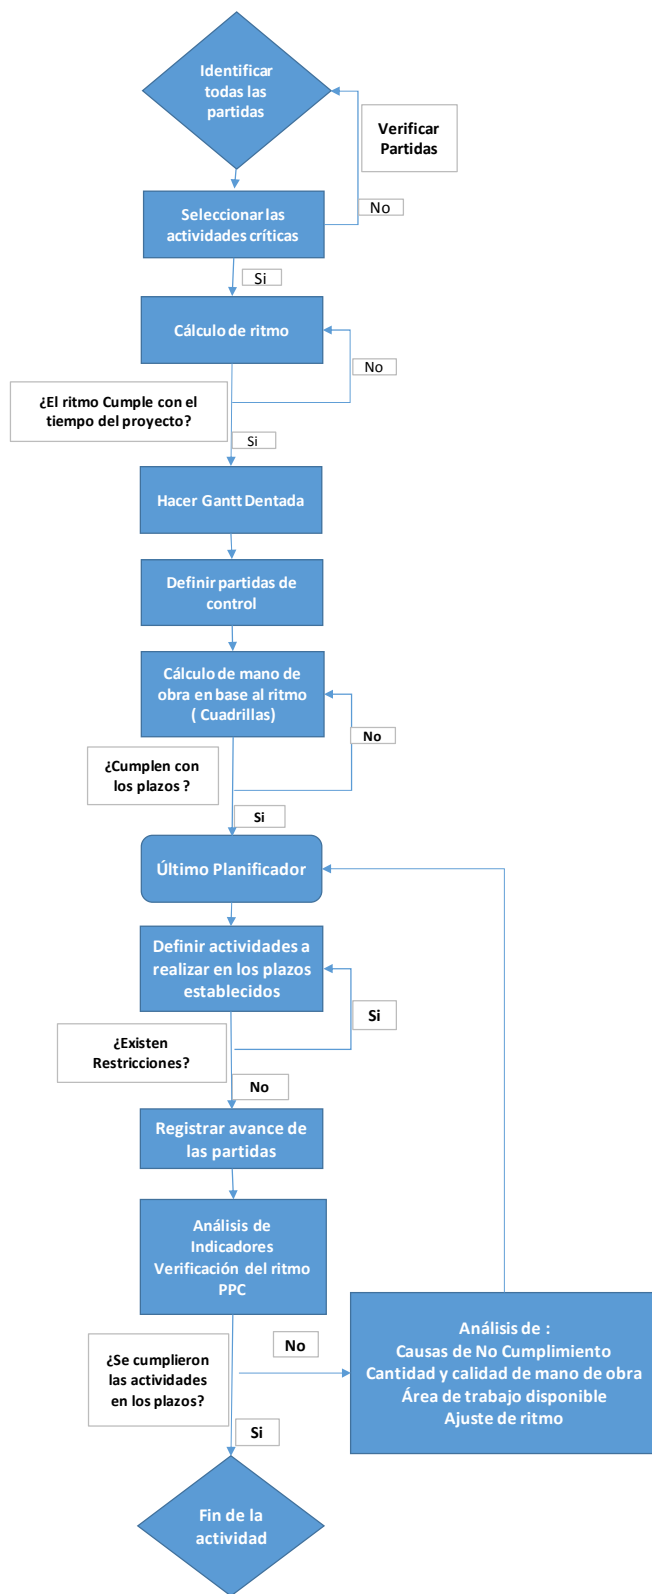 Identificar
todas las
partidas
Verificar
Partidas
No
Seleccionar las
actividades críticas
Si
Cálculo de ritmo
No
¿El ritmo Cumple con el
tiempo del proyecto?
Si
Hacer Gantt Dentada
Definir partidas de
control
Cálculo de mano de
obra en base al ritmo
( Cuadrillas)
No
¿Cumplen con
los plazos ?
Si
Último Planificador
Definir actividades a
realizar en los plazos
establecidos
Si
¿Existen
Restricciones?
No
Registrar avance de
las partidas
Análisis de
Indicadores
Verificación del ritmo
PPC
¿Se cumplieron
las actividades
en los plazos?
No
Análisis de :
Causas de No Cumplimiento
Cantidad y calidad de mano de obra
Área de trabajo disponible
Ajuste de ritmo
Si
Fin de la
actividad